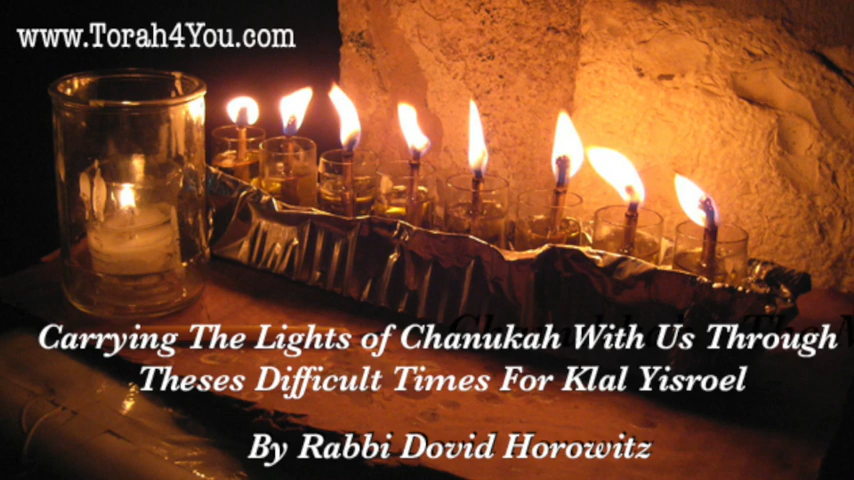 www.Torah4You.com
Carrying The Lights of Chanukah With Us Through
Theses Difficult Times For Klal Yisroel
By Rabbi Dovid Horowitz